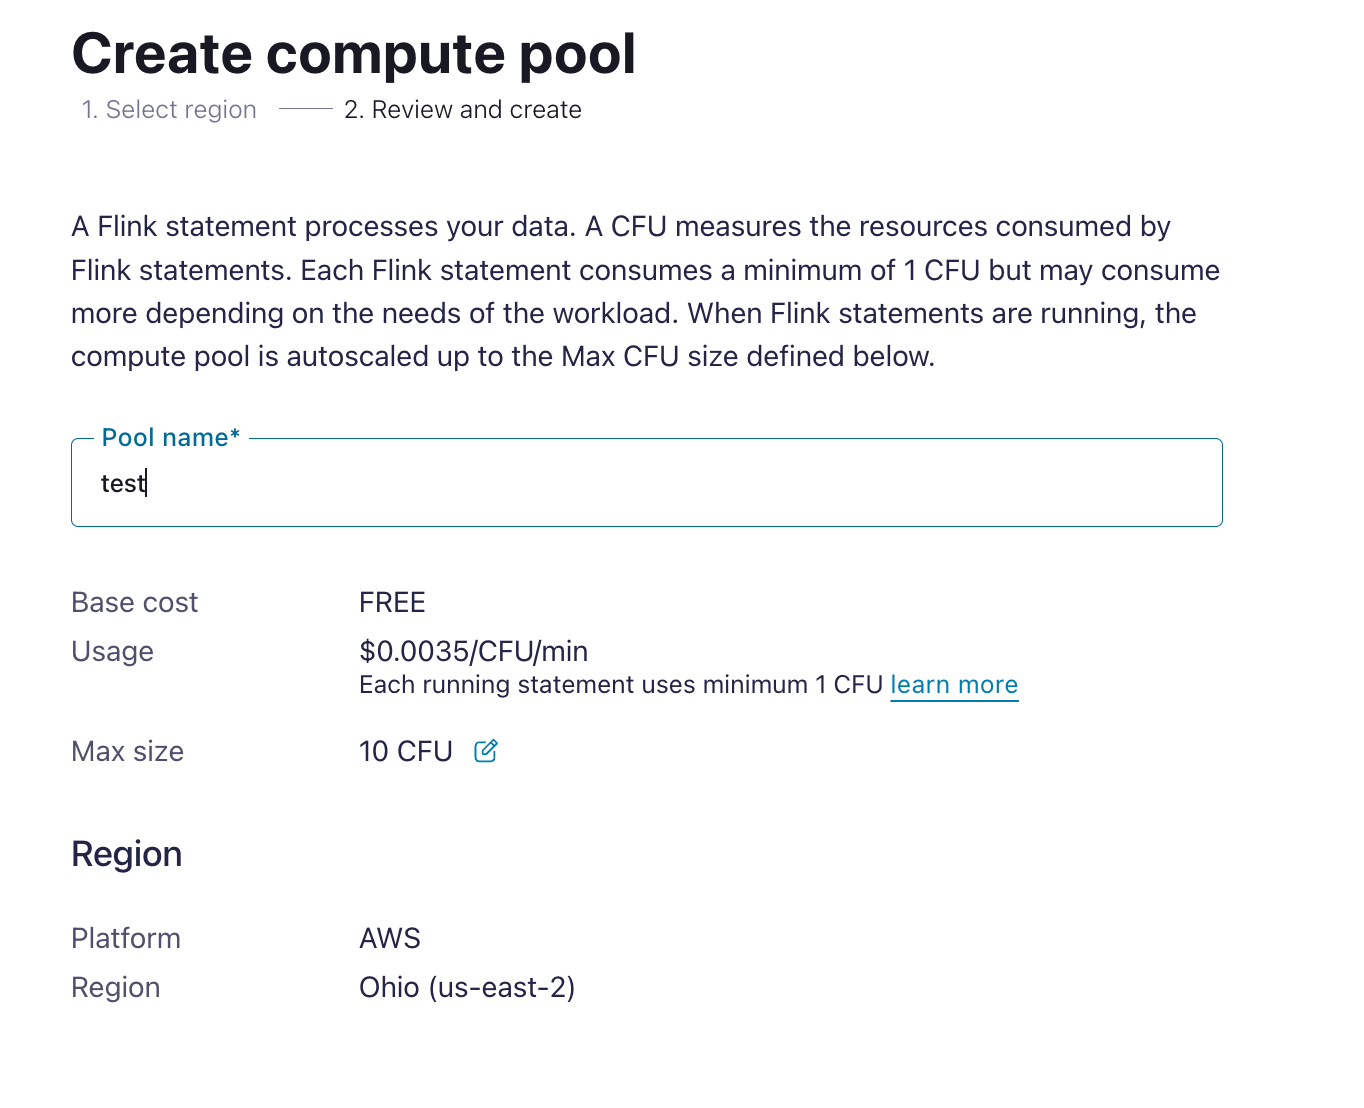 Create compute pool
1. Select region 2. Review and create
A Flink statement processes your data. A CFU measures the resources consumed by
Flink statements. Each Flink statement consumes a minimum of 1 CFU but may consume
more depending on the needs of the workload. When Flink statements are running, the
compute pool is autoscaled up to the Max CFU size defined below.
Pool name*
test
Base cost FREE
Usage $0.0035/CFU/min
Each running statement uses minimum 1 CFU learn more
Max size 10 CFU
Region
Platform AWS
Region Ohio (us-east-2)